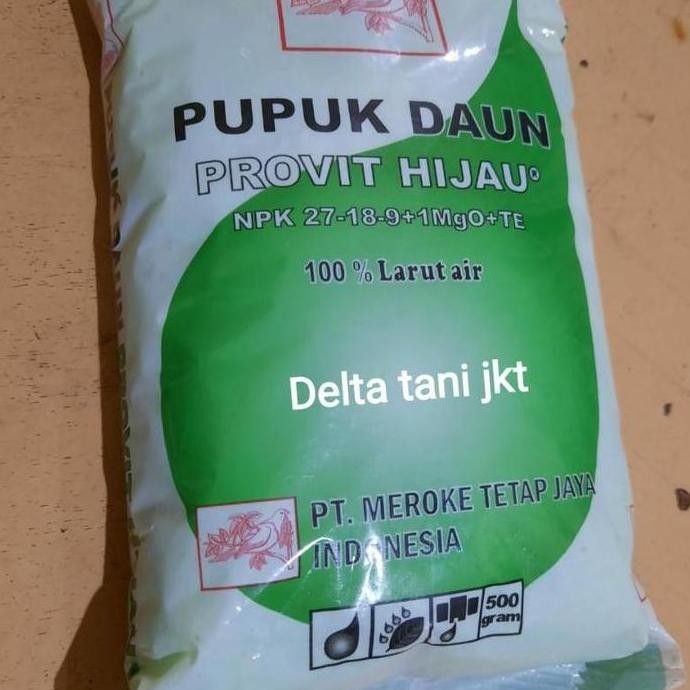 PUPUK DAUN
PROVIT HIJAU®
NPK 27-18-9+1MgO+TE
100 % Larut air
Delta tani jkt
PT. MEROKE TETAP JAYA
INDONESIA
500
gram